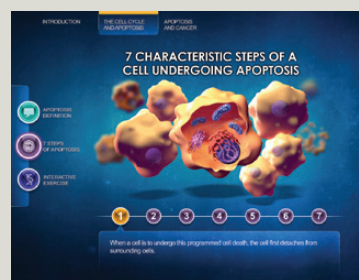 INTRODUCTION
THE CELL CYCLE
AND APOPTOSIS
APOPTOSIS
AND CANCER
7 CHARACTERISTIC STEPS OF A
CELL UNDERGOING APOPTOSIS
APOPTOSIS
DEFINITION
7 STEPS
OF APOPTOSIS
INTERACTIVE
EXERCISE
1 2 3 4 5 6 7
When a cell is to undergo this programmed cell death, the cell first detaches from
surrounding cells.